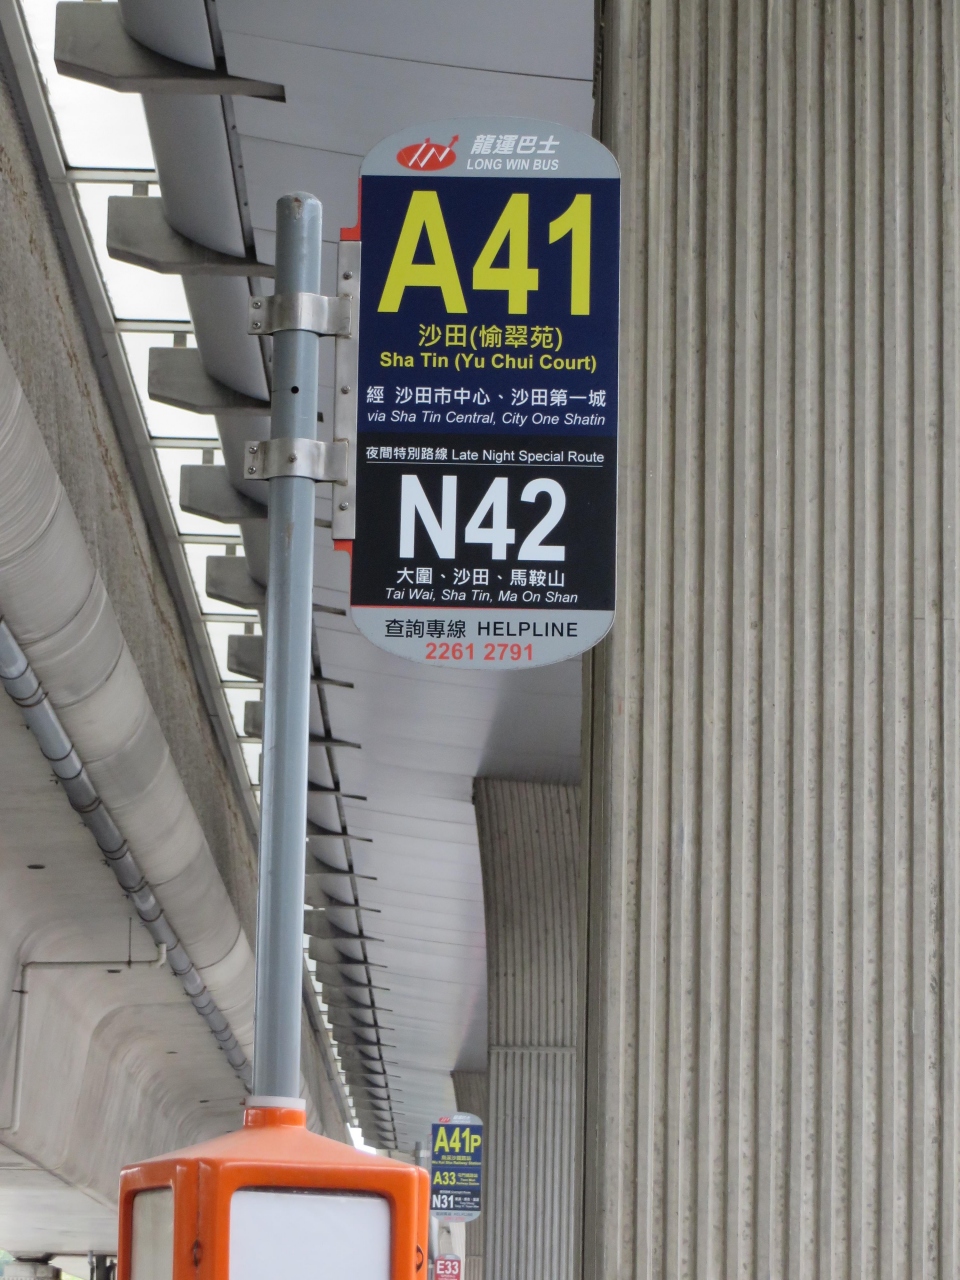 龍運巴士
LONG WIN BUS
A41
沙田(愉翠苑)
Sha Tin (Yu Chui Court)
經 沙田市中心、沙田第一城
via Sha Tin Central, City One Shatin
夜間特別路線 Late Night Special Route
N42
大圍、沙田、馬鞍山
Tai Wai, Sha Tin, Ma On Shan
查詢專線 HELPLINE
2261 2791
A41P
A33
N31
E33